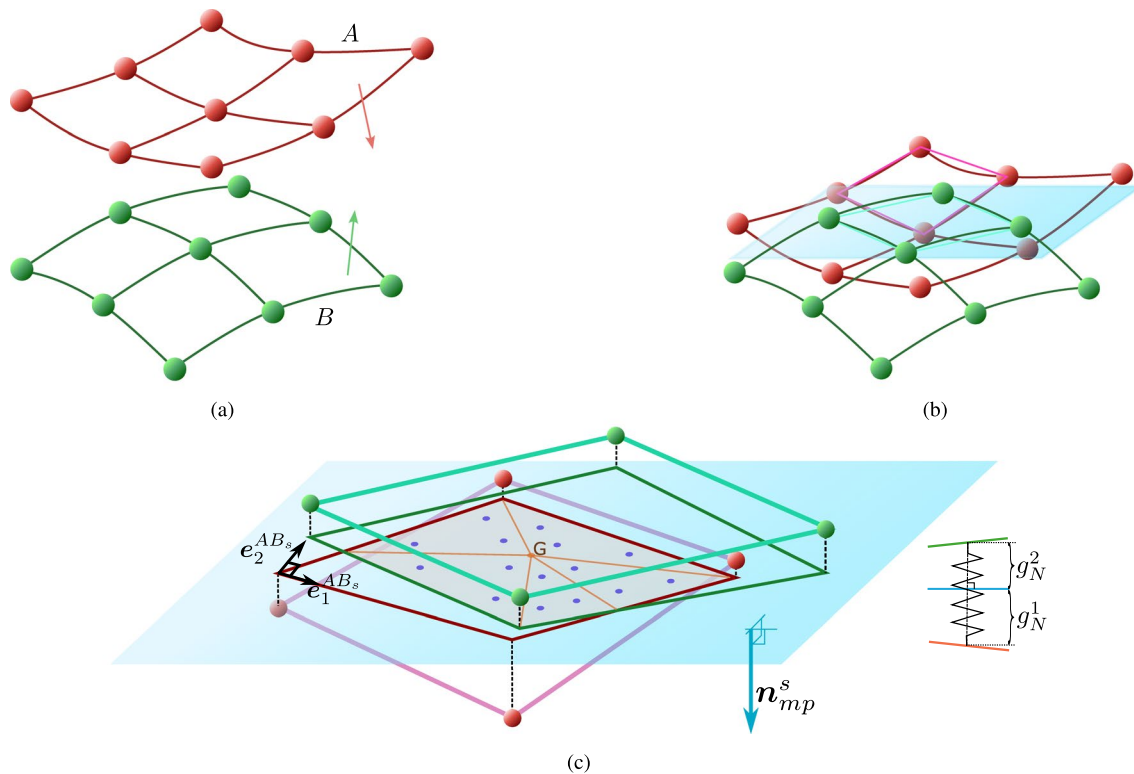 A
B
(a)
(b)
G
e_2^{AB_s}
e_1^{AB_s}
n_{mp}^s
g_N^2
g_N^1
(c)